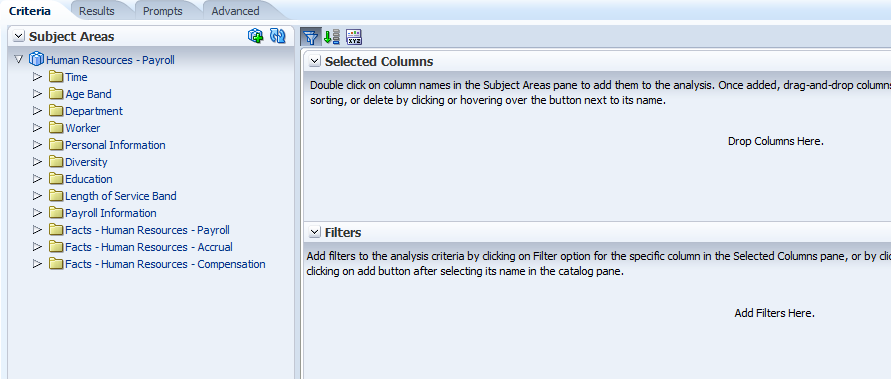 Criteria Results Prompts Advanced
Subject Areas
Human Resources - Payroll
Time
Age Band
Department
Worker
Personal Information
Diversity
Education
Length of Service Band
Payroll Information
Facts - Human Resources - Payroll
Facts - Human Resources - Accrual
Facts - Human Resources - Compensation
XYZ
Selected Columns
Double click on column names in the Subject Areas pane to add them to the analysis. Once added, drag-and-drop columns
sorting, or delete by clicking or hovering over the button next to its name.
Drop Columns Here.
Filters
Add filters to the analysis criteria by clicking on Filter option for the specific column in the Selected Columns pane, or by
clicking on add button after selecting its name in the catalog pane.
Add Filters Here.